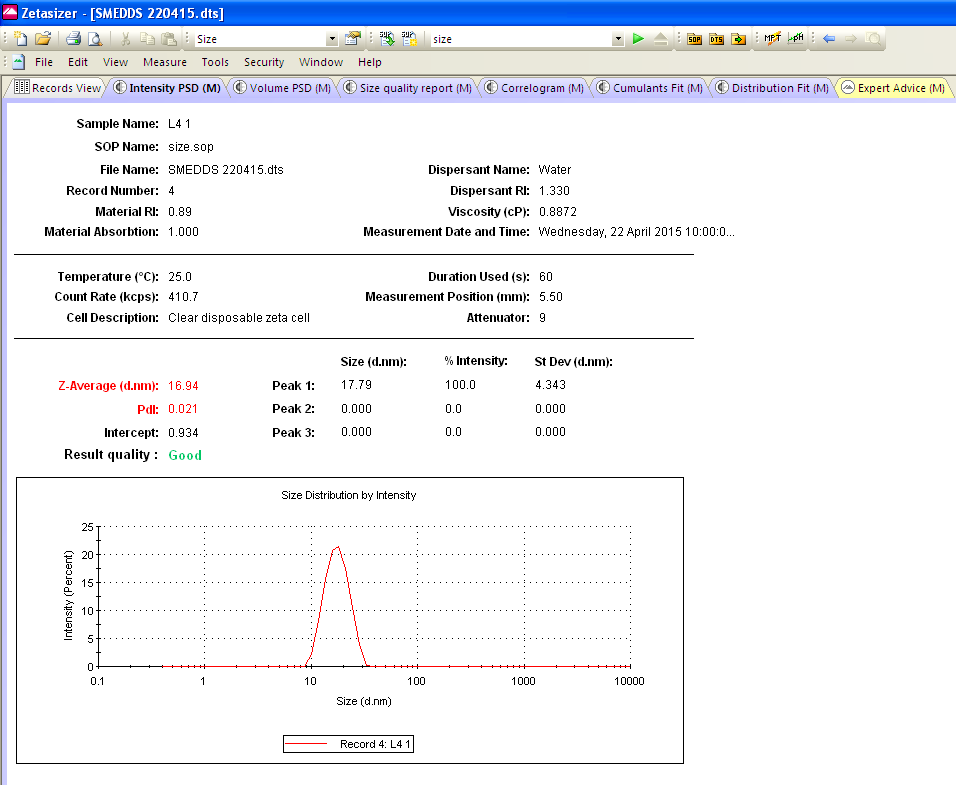 Zetasizer - [SMEDDS 220415.dts]
Size size SOP DTS MPT pH
File Edit View Measure Tools Security Window Help
Records View Intensity PSD (M) Volume PSD (M) Size quality report (M) Correlogram (M) Cumulants Fit (M) Distribution Fit (M) Expert Advice (M)
Sample Name: L4 1
SOP Name: size.sop
File Name: SMEDDS 220415.dts Dispersant Name: Water
Record Number: 4 Dispersant RI: 1.330
Material RI: 0.89 Viscosity (cP): 0.8872
Material Absorbtion: 1.000 Measurement Date and Time: Wednesday, 22 April 2015 10:00:0...
Temperature (°C): 25.0 Duration Used (s): 60
Count Rate (kcps): 410.7 Measurement Position (mm): 5.50
Cell Description: Clear disposable zeta cell Attenuator: 9
Size (d.nm): % Intensity: St Dev (d.nm):
Z-Average (d.nm): 16.94 Peak 1: 17.79 100.0 4.343
PdI: 0.021 Peak 2: 0.000 0.0 0.000
Intercept: 0.934 Peak 3: 0.000 0.0 0.000
Result quality : Good
Size Distribution by Intensity
Intensity (Percent)
25
20
15
10
5
0
0.1 1 10 100 1000 10000
Size (d.nm)
Record 4: L4 1